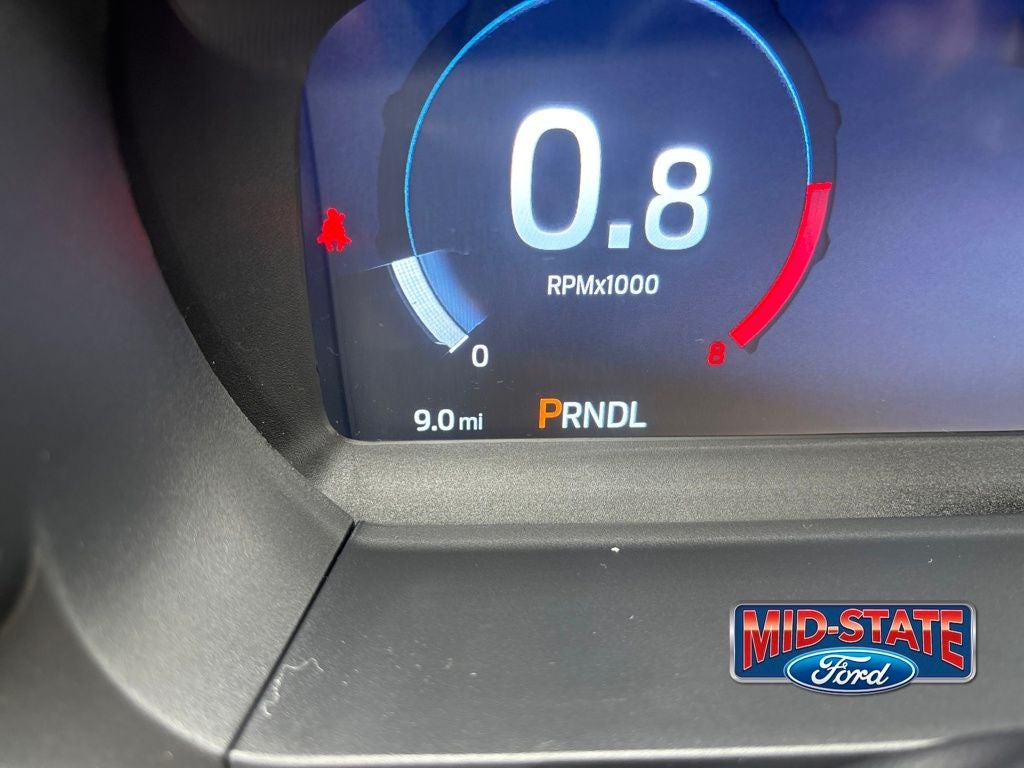 0.8
RPMx1000
0
8
9.0 mi
PRNDL
MID-STATE
Ford